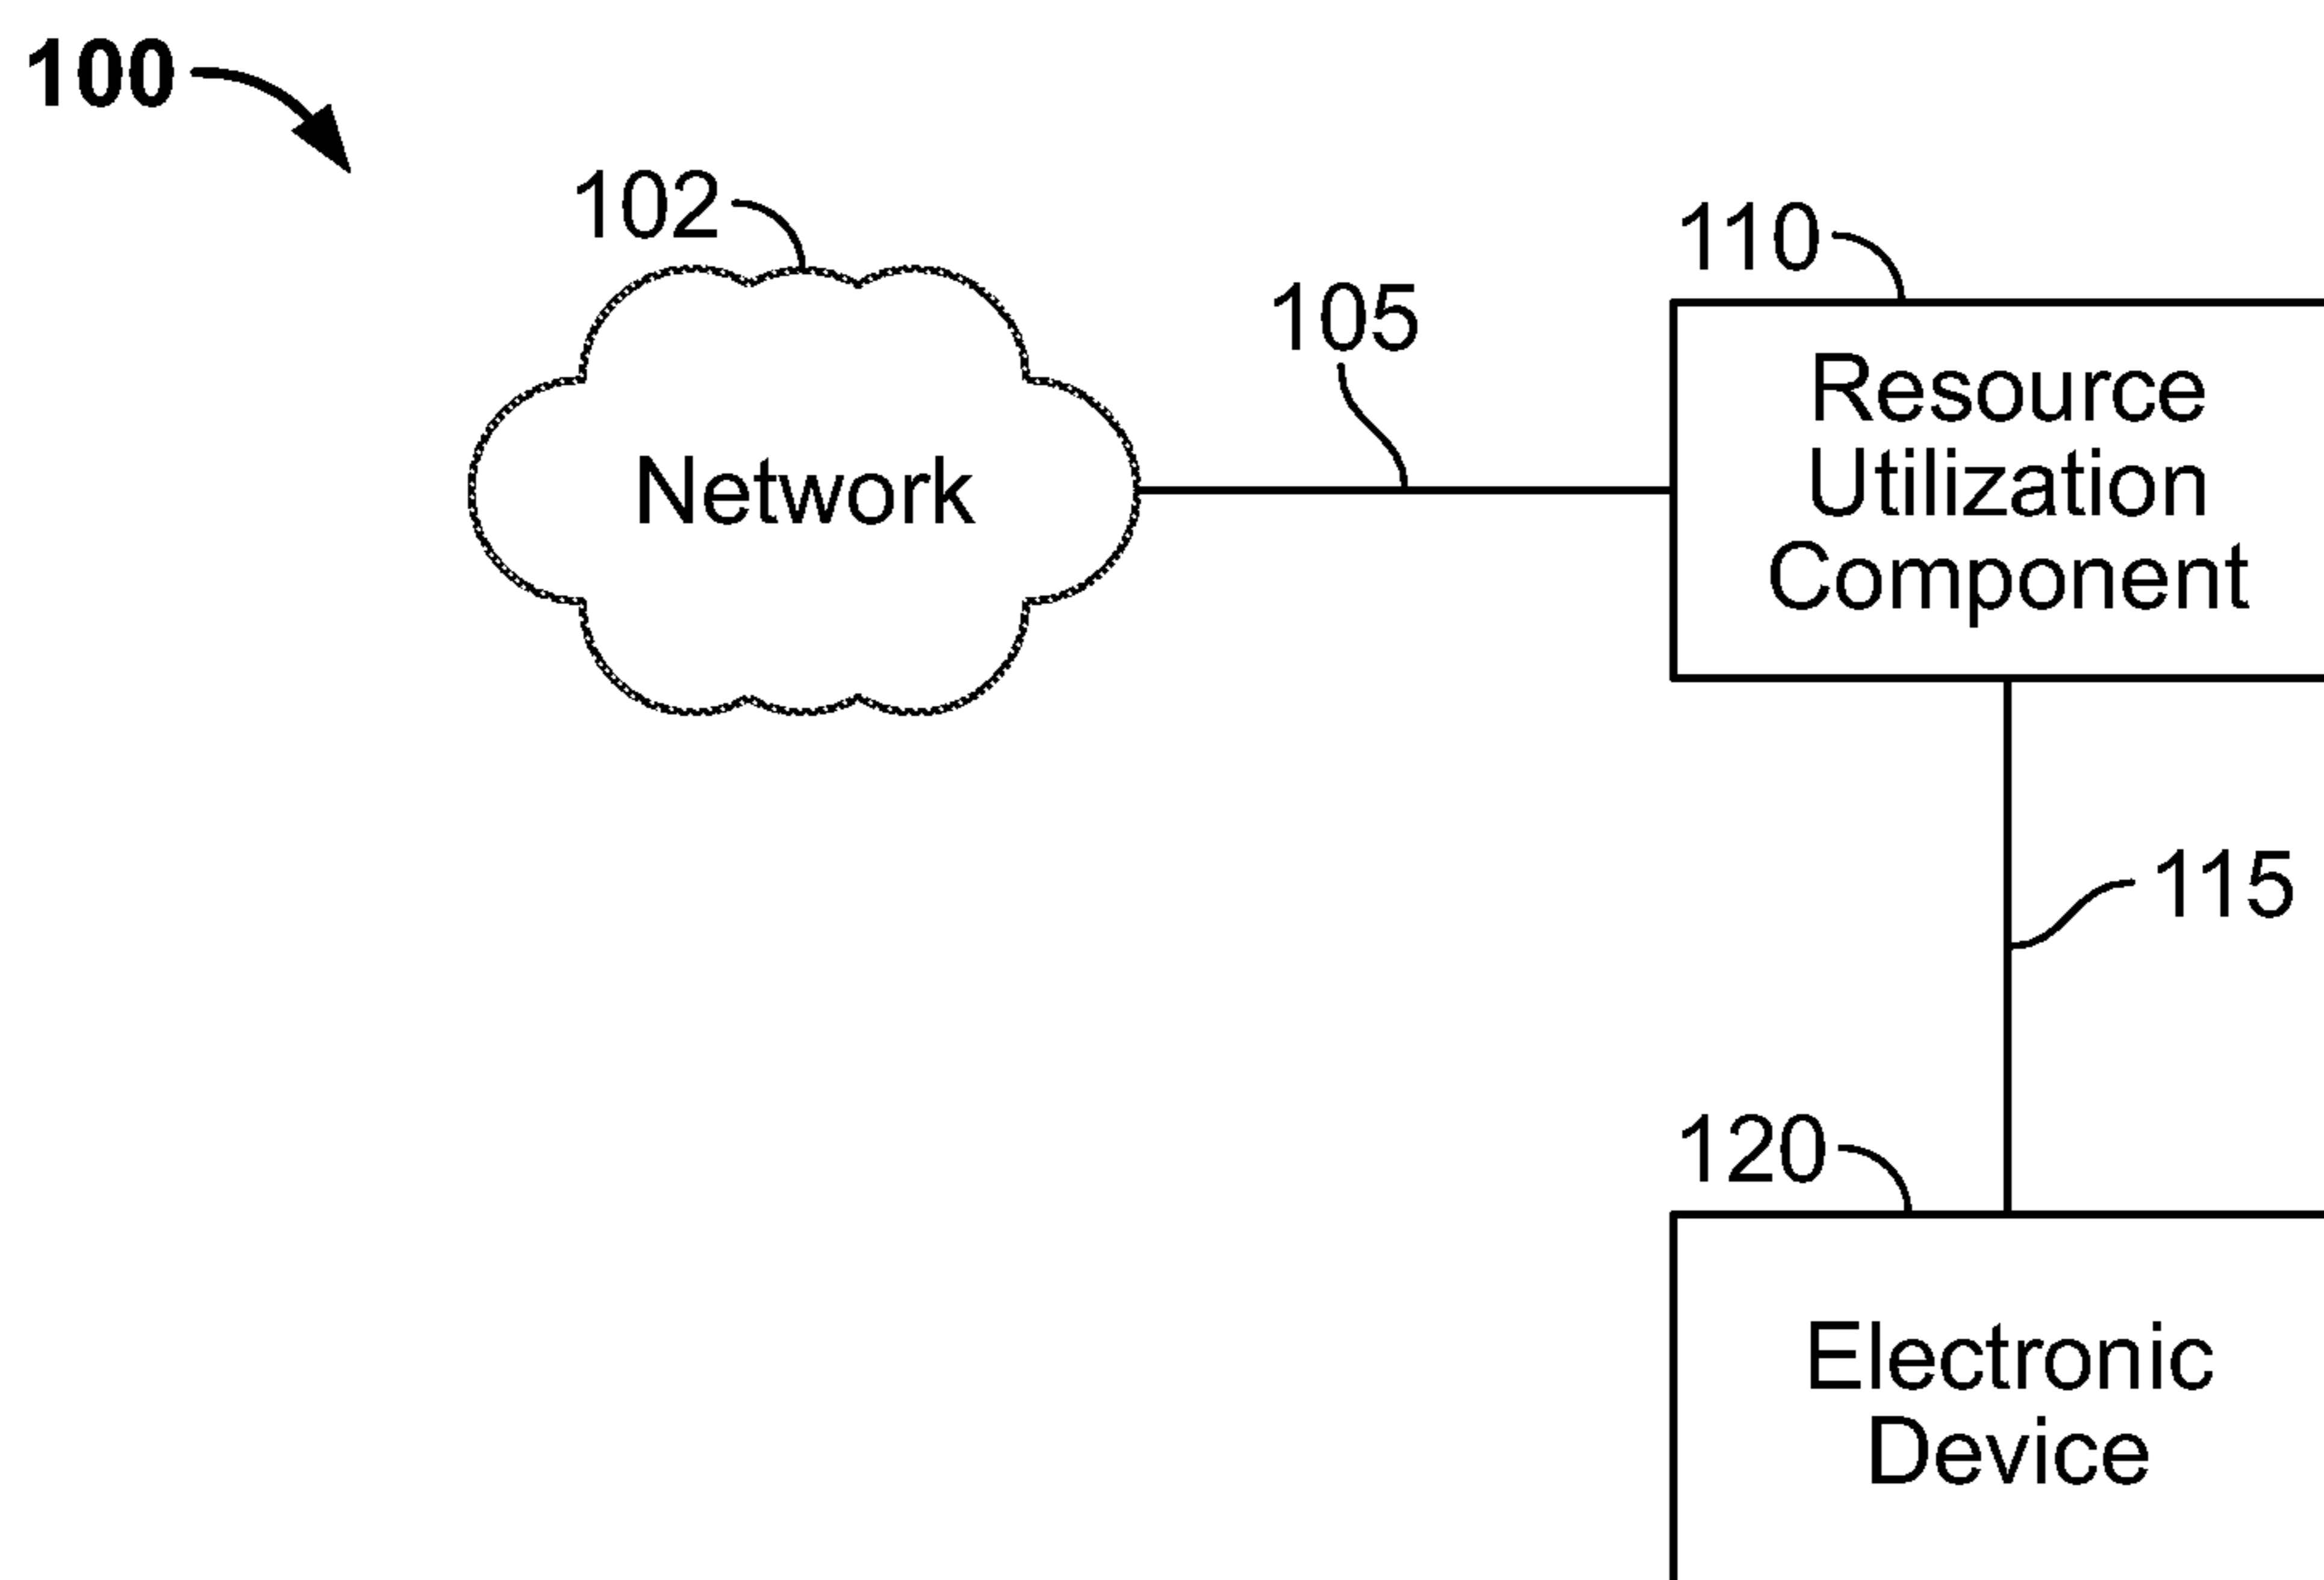 100
102
110
105
Resource
Utilization
Component
Network
115
120
Electronic
Device